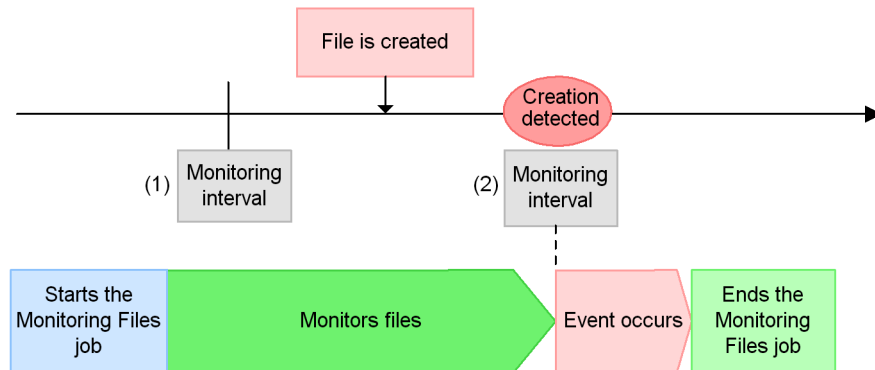 File is created
Creation
detected
(1)
Monitoring
interval
(2)
Monitoring
interval
Starts the
Monitoring Files
job
Monitors files
Event occurs
Ends the
Monitoring
Files job